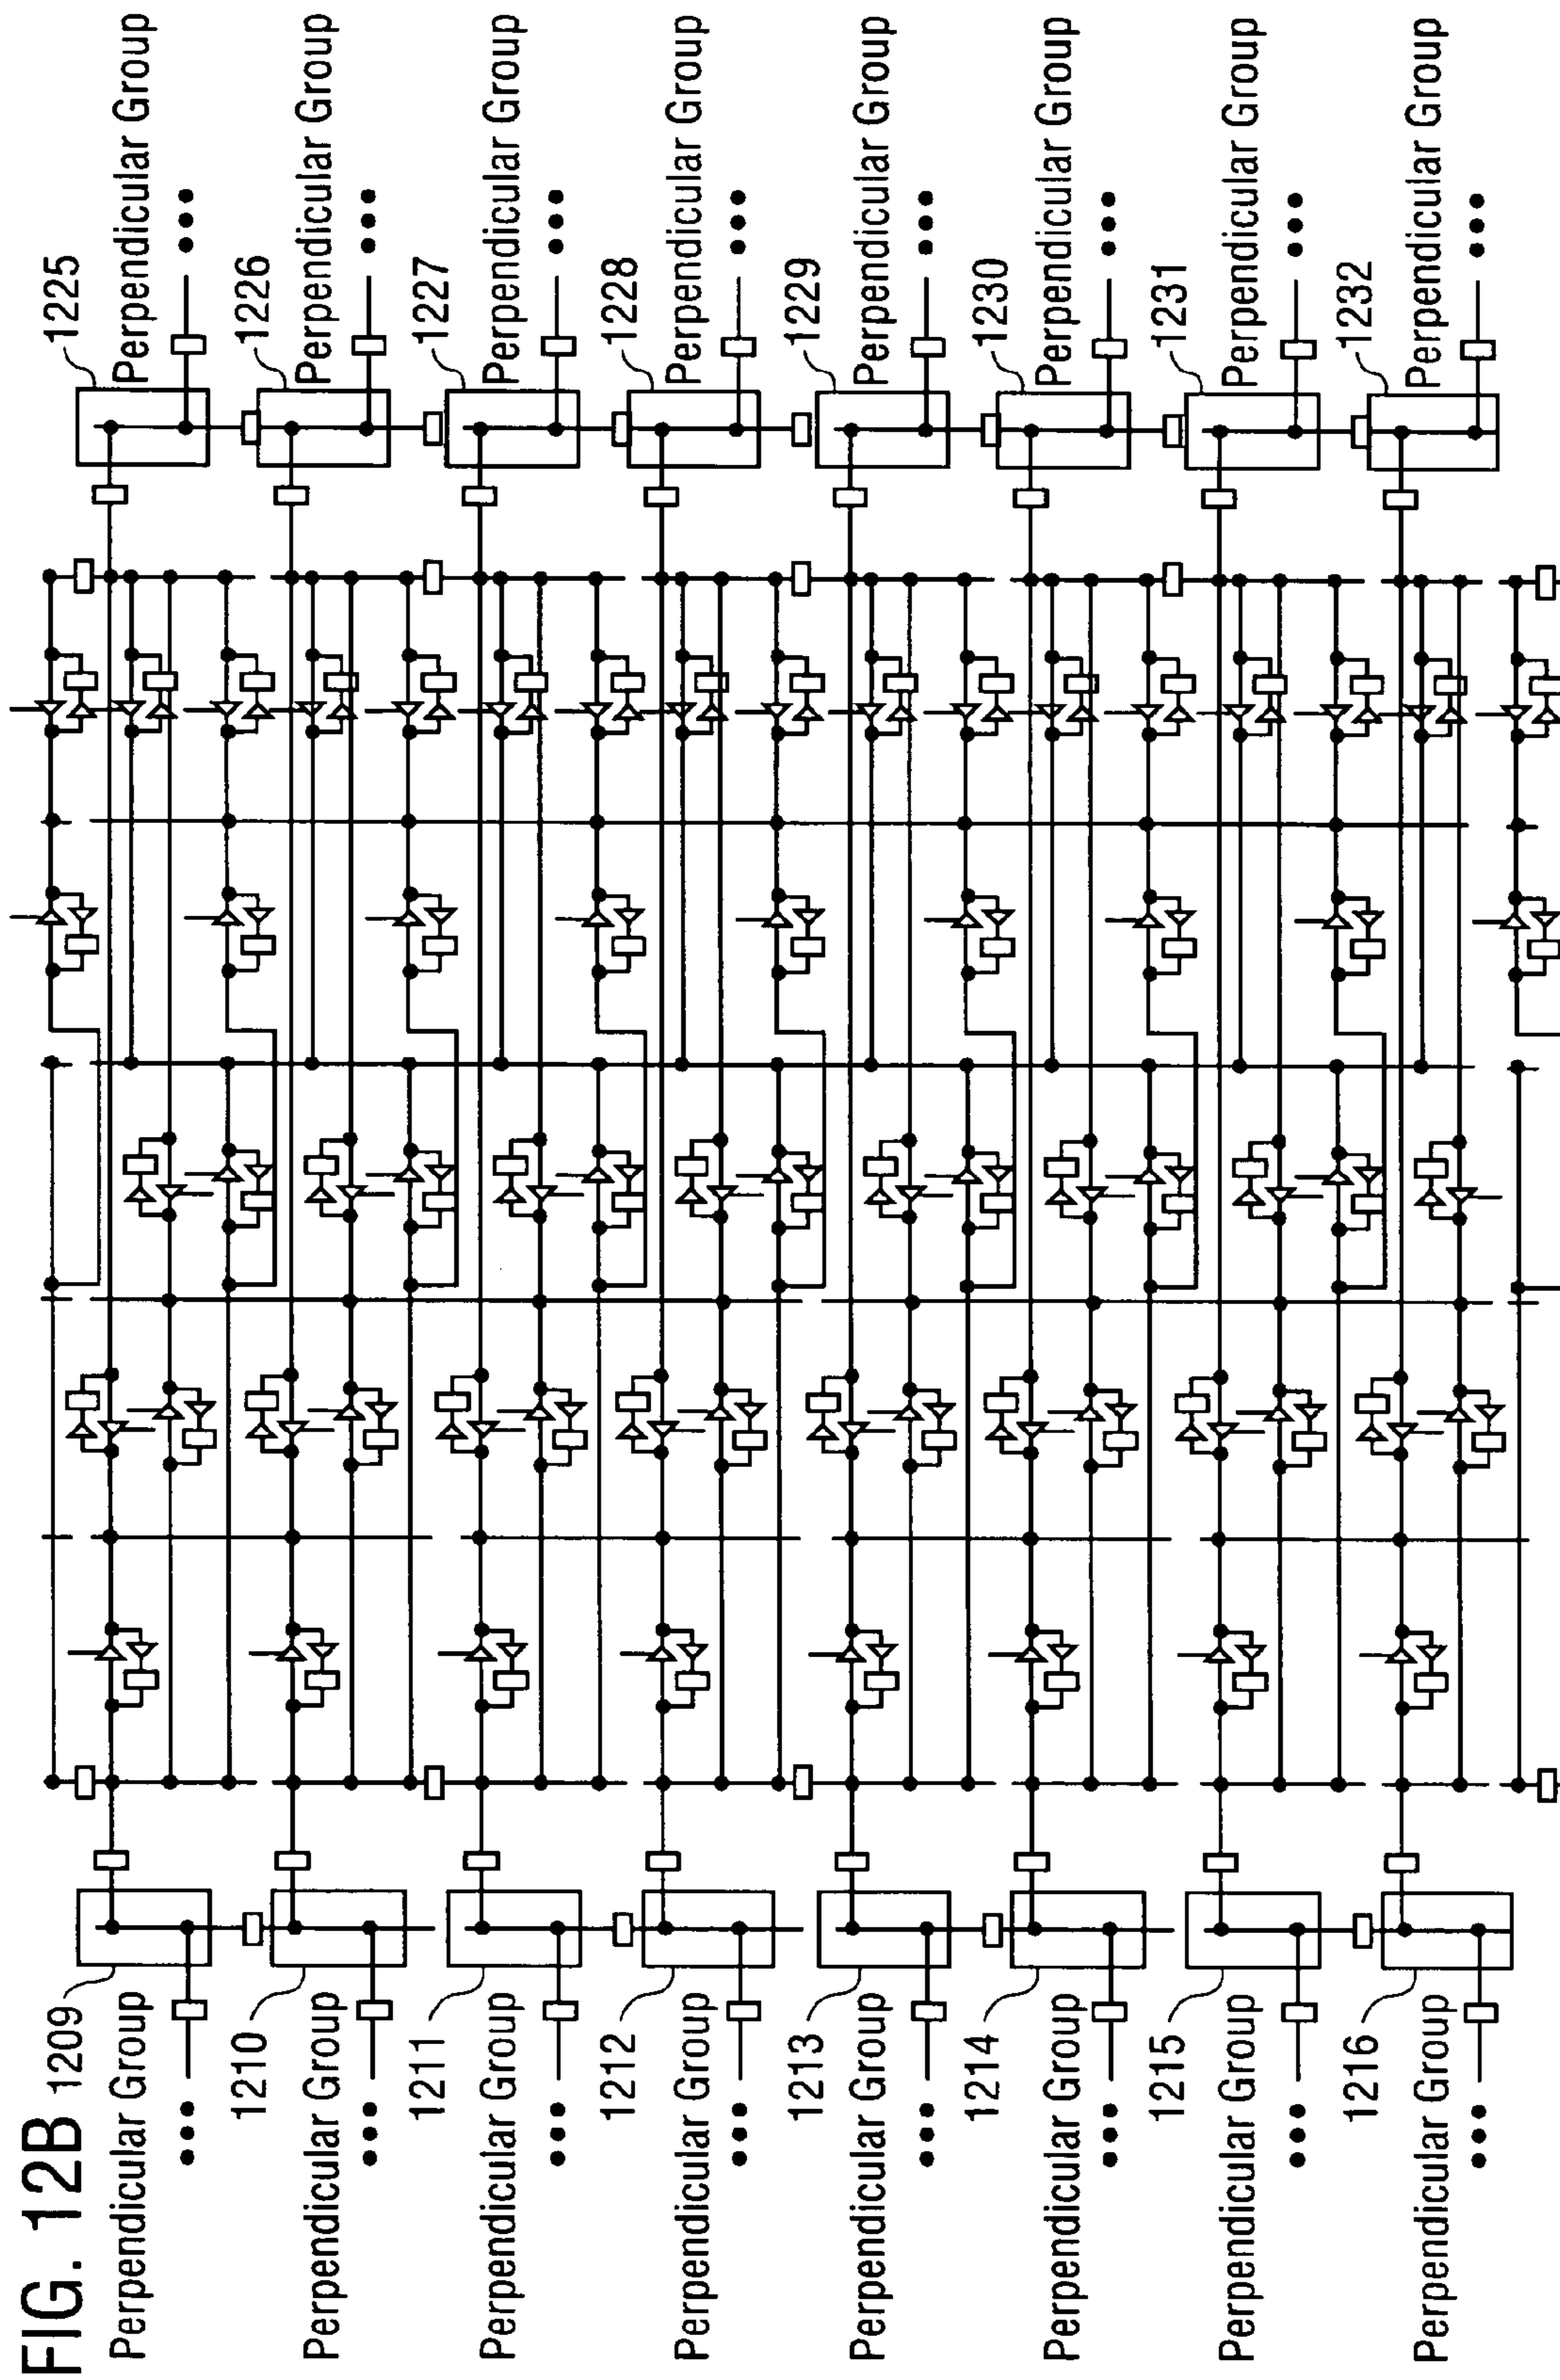 FIG. 12B
1209
Perpendicular Group
1210
Perpendicular Group
1211
Perpendicular Group
1212
Perpendicular Group
1213
Perpendicular Group
1214
Perpendicular Group
1215
Perpendicular Group
1216
Perpendicular Group
1225
Perpendicular Group
1226
Perpendicular Group
1227
Perpendicular Group
1228
Perpendicular Group
1229
Perpendicular Group
1230
Perpendicular Group
1231
Perpendicular Group
1232
Perpendicular Group